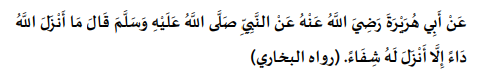 عَنْ أَبِي هُرَيْرَةَ رَضِيَ اللَّهُ عَنْهُ عَنْ النَّبِيِّ صَلَّى اللَّهُ عَلَيْهِ وَسَلَّمَ قَالَ مَا أَنْزَلَ اللَّهُ
دَاءً إِلَّا أَنْزَلَ لَهُ شِفَاءً. (رواه البخاري)